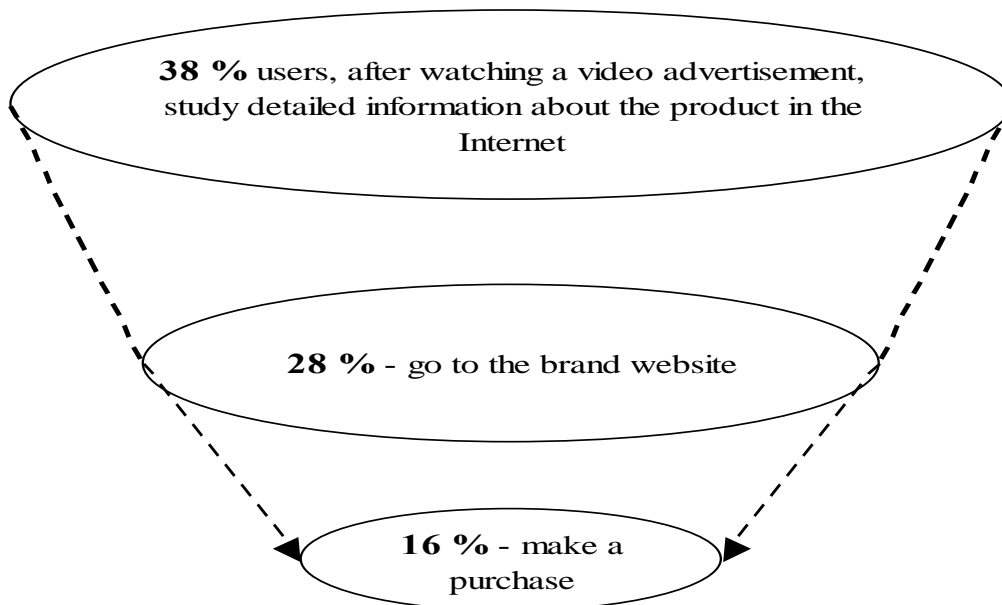 38 % users, after watching a video advertisement,
study detailed information about the product in the
Internet
28 % - go to the brand website
16 % - make a
purchase